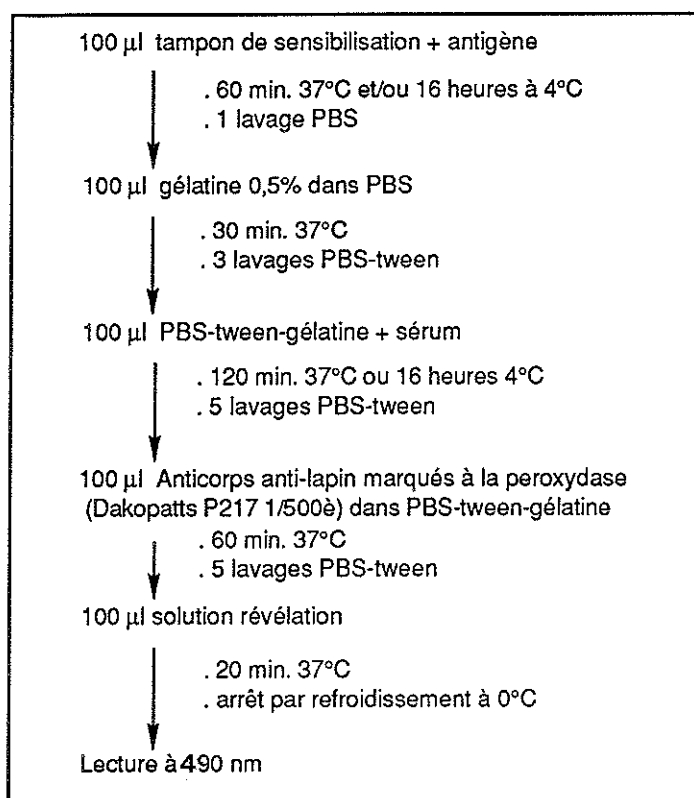 100 µl tampon de sensibilisation + antigène
. 60 min. 37°C et/ou 16 heures à 4°C
. 1 lavage PBS
100 µl gélatine 0,5% dans PBS
. 30 min. 37°C
. 3 lavages PBS-tween
100 µl PBS-tween-gélatine + sérum
. 120 min. 37°C ou 16 heures 4°C
. 5 lavages PBS-tween
100 µl Anticorps anti-lapin marqués à la peroxydase
(Dakopatts P217 1/500è) dans PBS-tween-gélatine
. 60 min. 37°C
. 5 lavages PBS-tween
100 µl solution révélation
. 20 min. 37°C
. arrêt par refroidissement à 0°C
Lecture à 490 nm